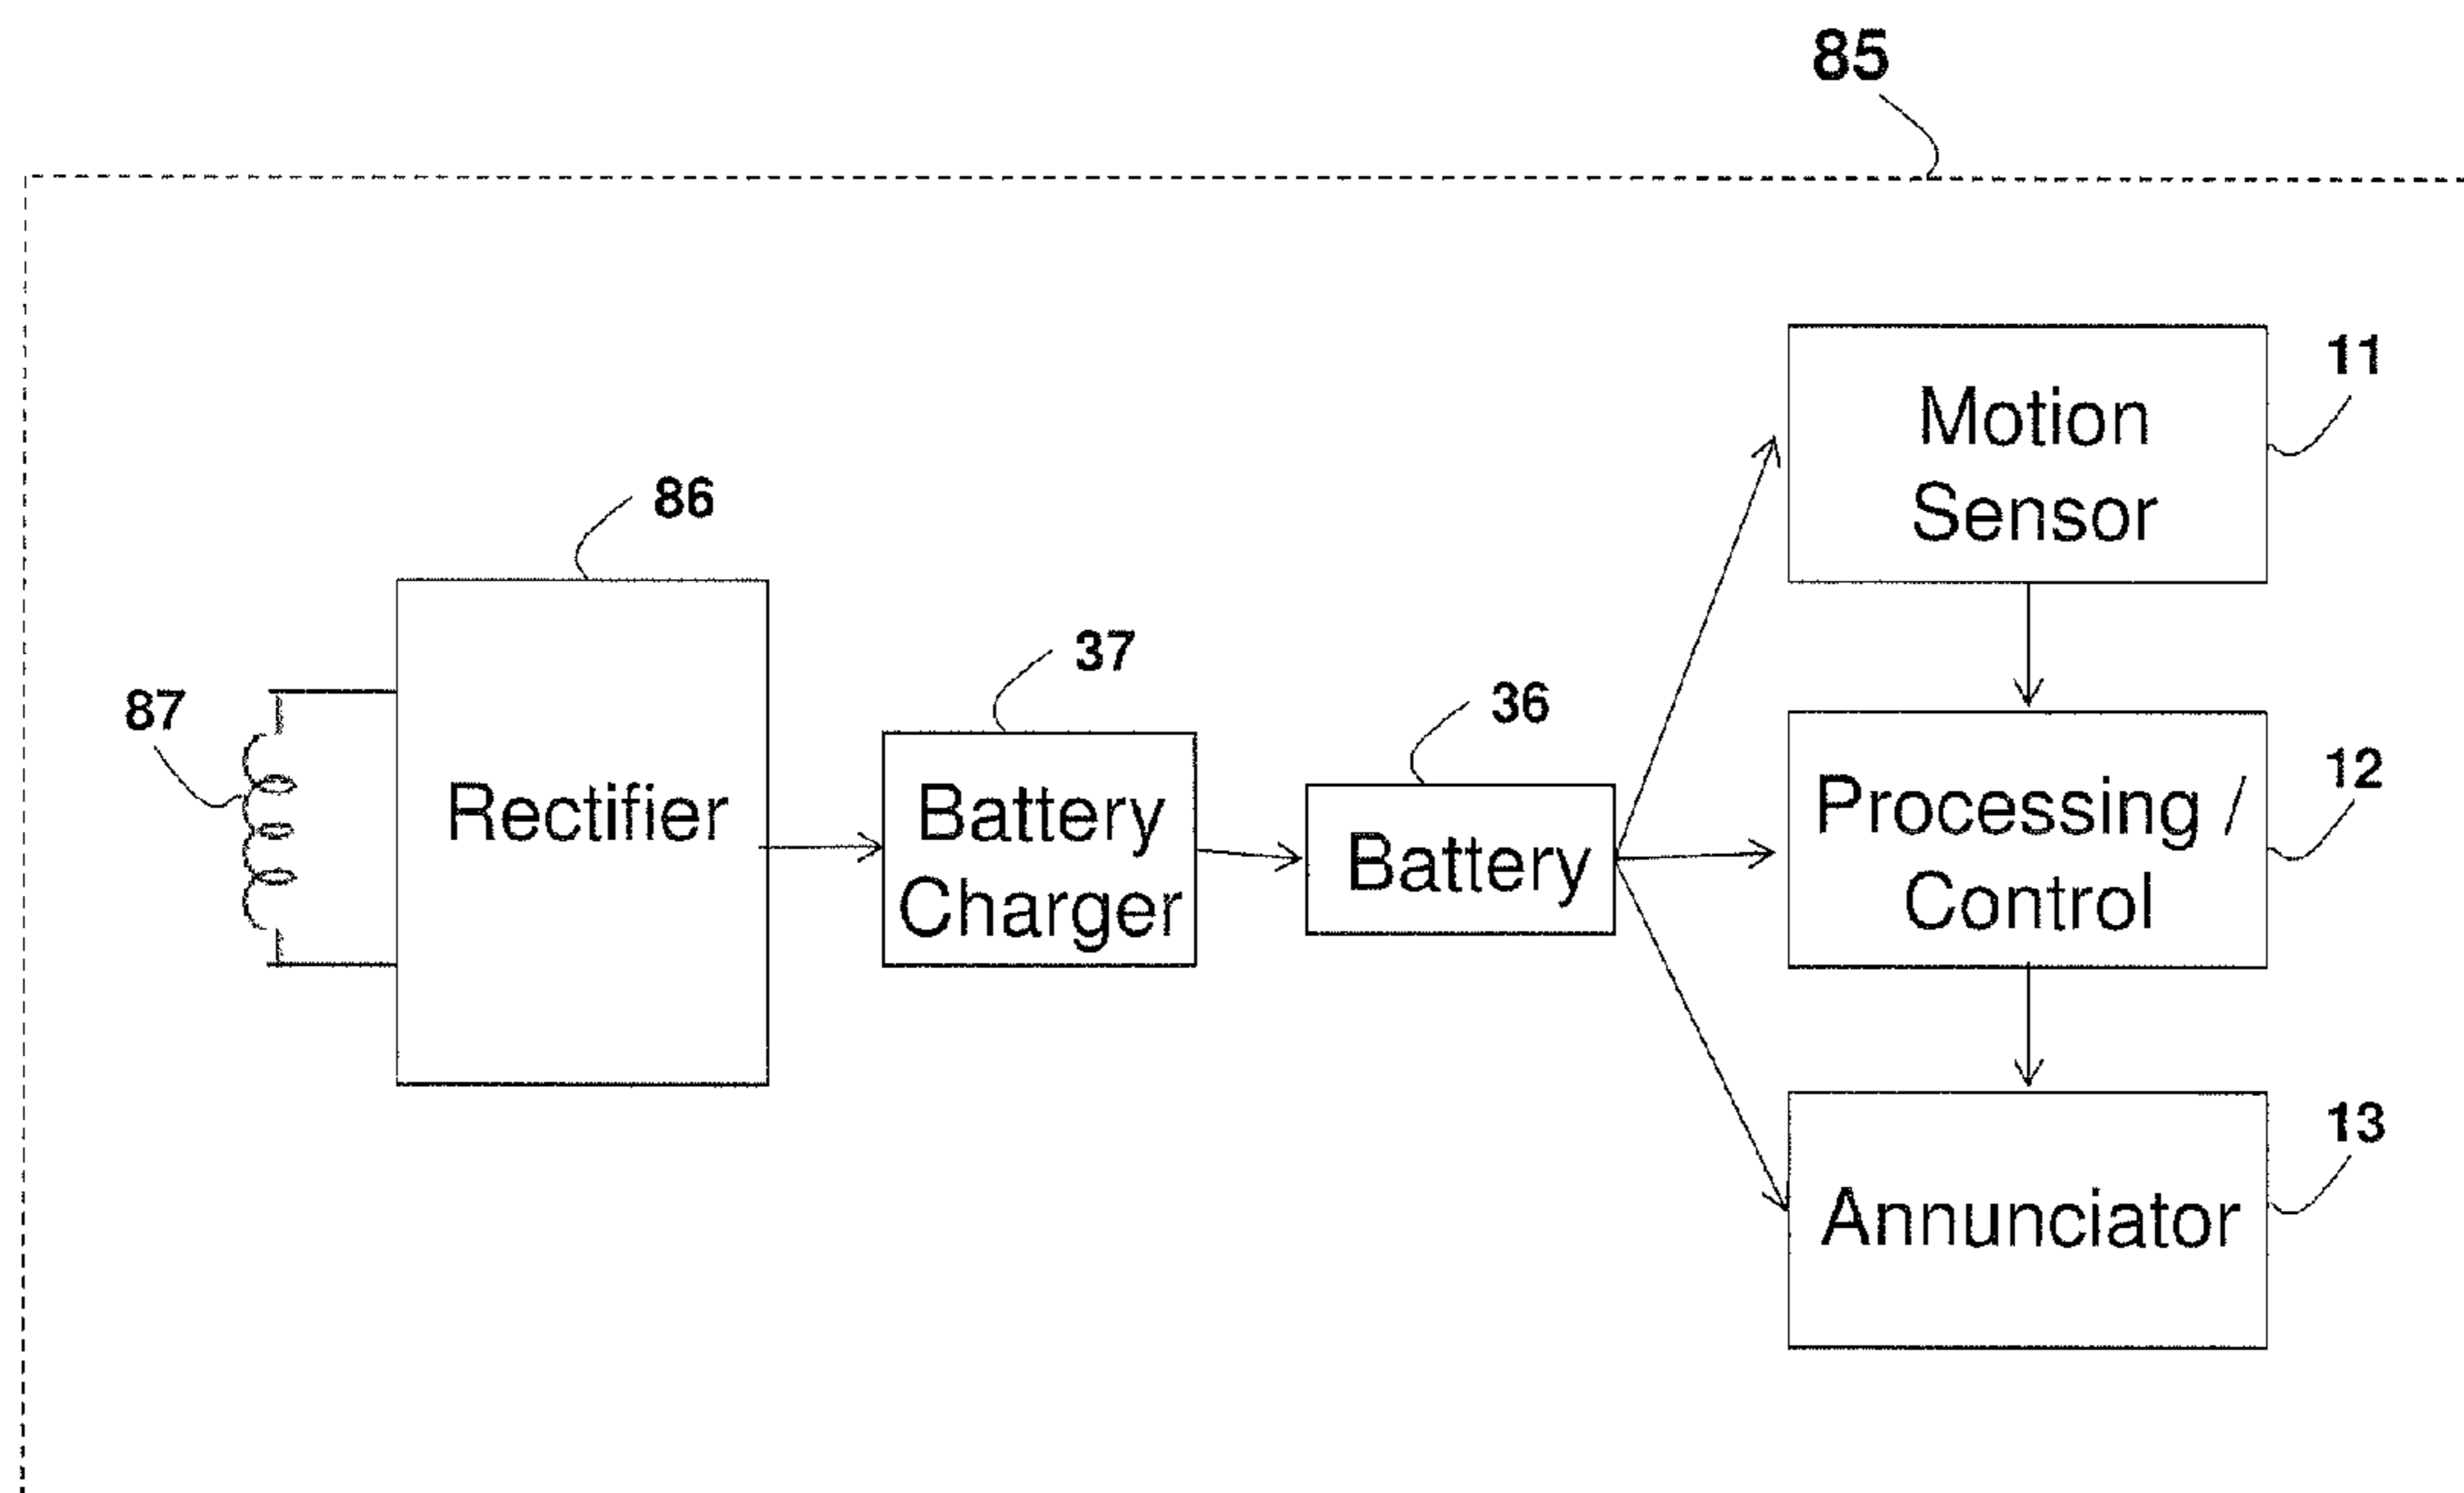 85
Motion
Sensor
11
86
Rectifier
37
Battery
Charger
36
Battery
87
Processing /
Control
12
Annunciator
13